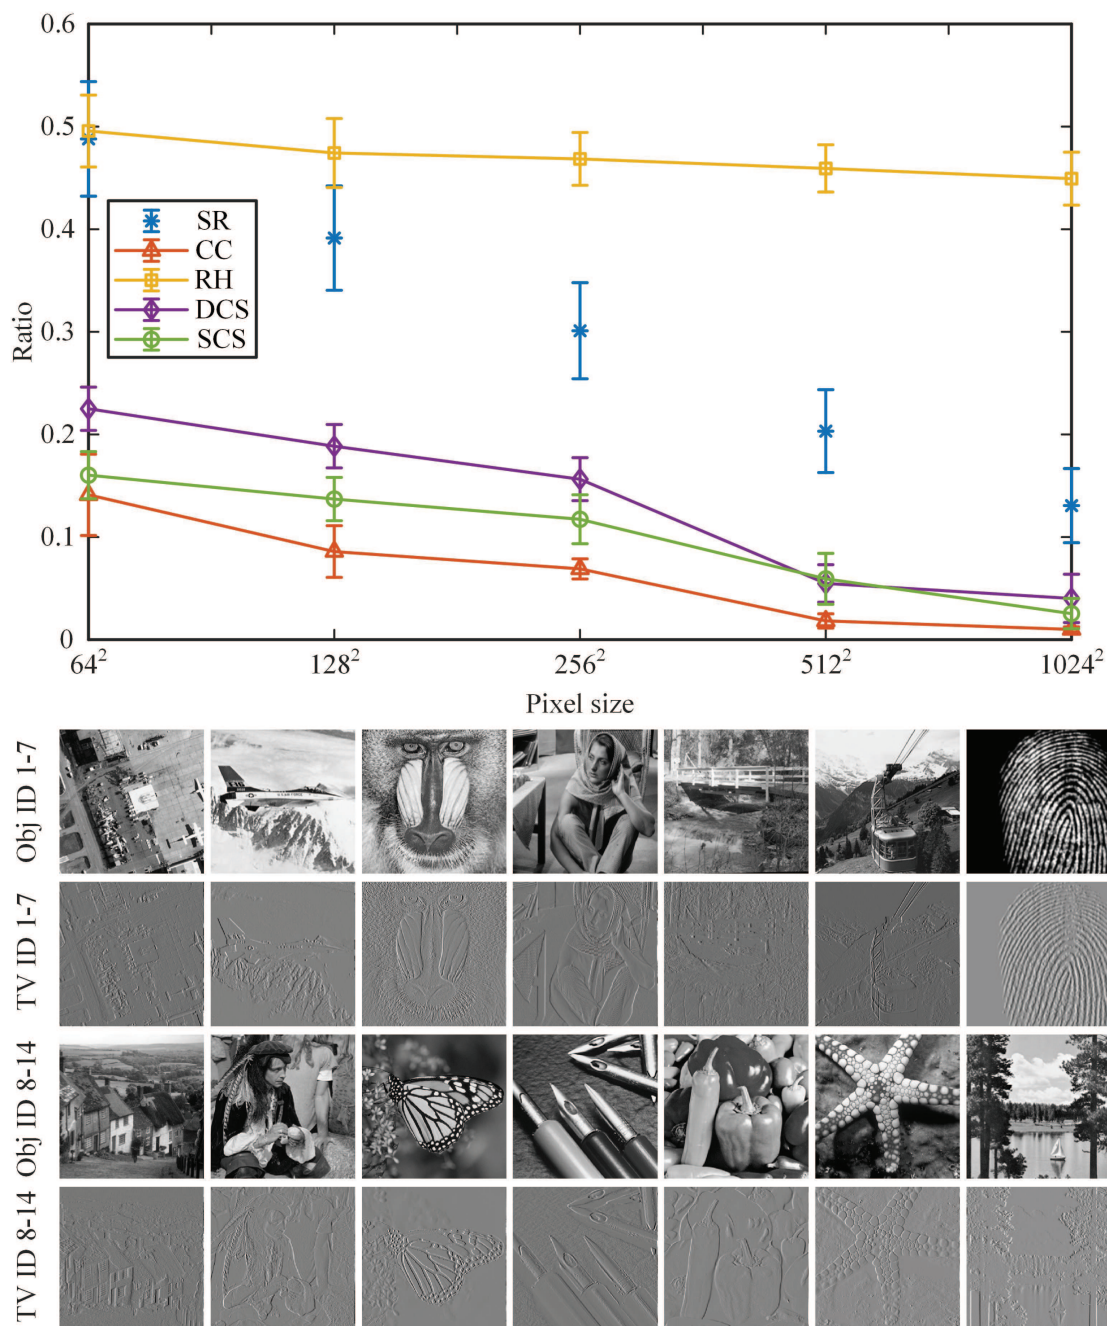 0.6
0.5
0.4
0.3
0.2
0.1
0
Ratio
SR
CC
RH
DCS
SCS
64² 128² 256² 512² 1024²
Pixel size
Obj ID 1-7
TV ID 1-7
Obj ID 8-14
TV ID 8-14